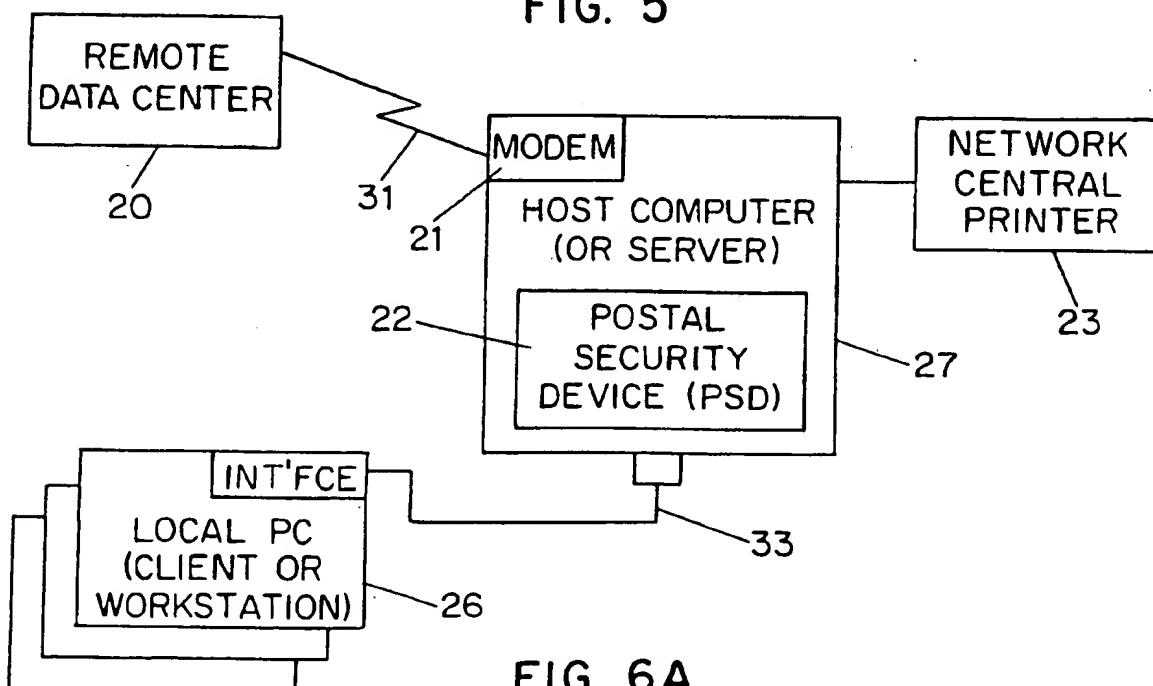 FIG. 5
REMOTE
DATA CENTER
20
31
MODEM
21
HOST COMPUTER
(OR SERVER)
22
POSTAL
SECURITY
DEVICE (PSD)
27
NETWORK
CENTRAL
PRINTER
23
INT'FCE
LOCAL PC
(CLIENT OR
WORKSTATION)
26
33
FIG. 6A